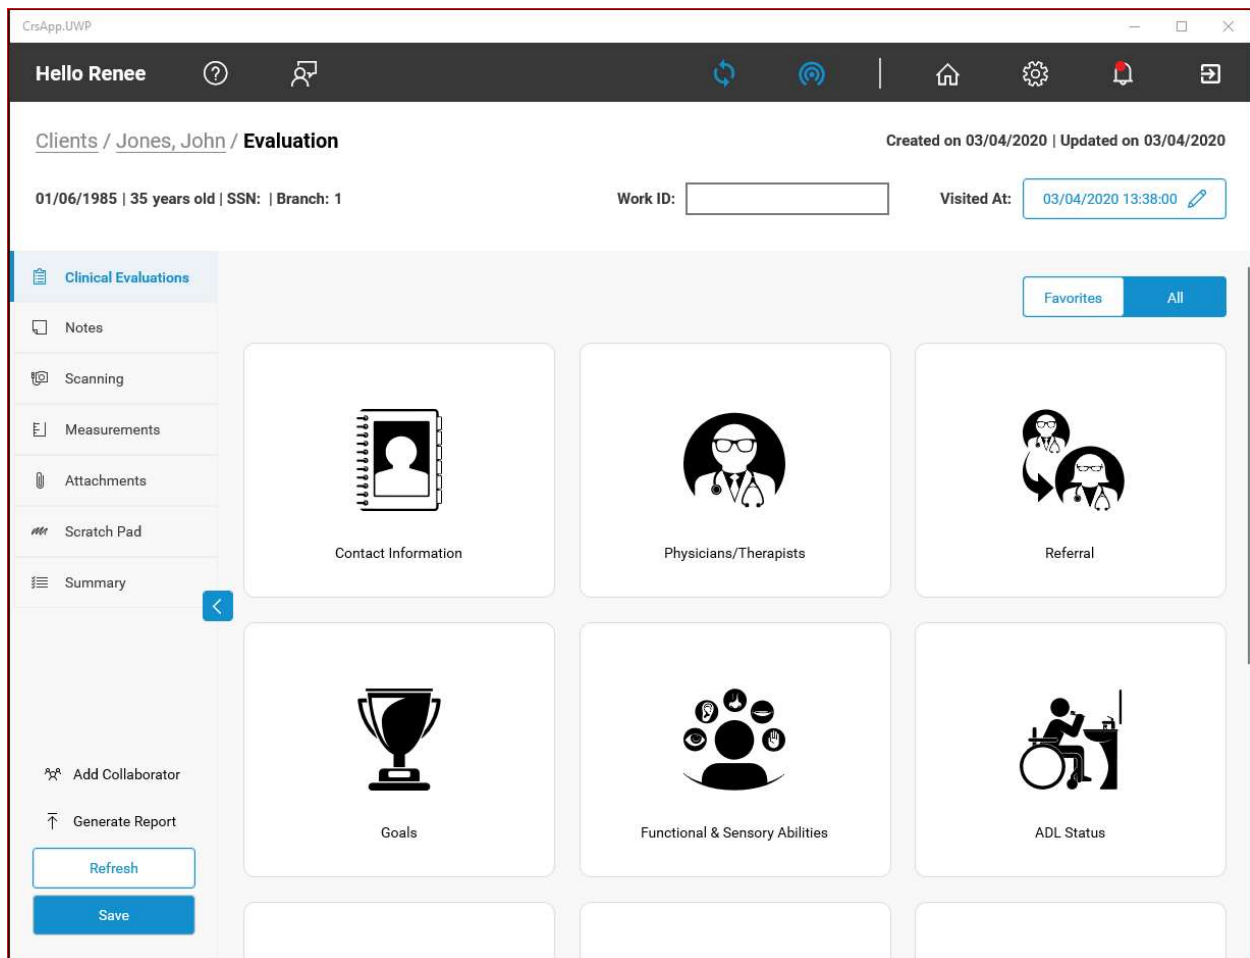 CrsApp.UWP
Hello Renee
Clients / Jones, John / Evaluation
Created on 03/04/2020 | Updated on 03/04/2020
01/06/1985 | 35 years old | SSN: | Branch: 1
Work ID:
Visited At:
03/04/2020 13:38:00
Clinical Evaluations
Notes
Scanning
Measurements
Attachments
Scratch Pad
Summary
Add Collaborator
Generate Report
Refresh
Save
Favorites
All
Contact Information
Physicians/Therapists
Referral
Goals
Functional & Sensory Abilities
ADL Status